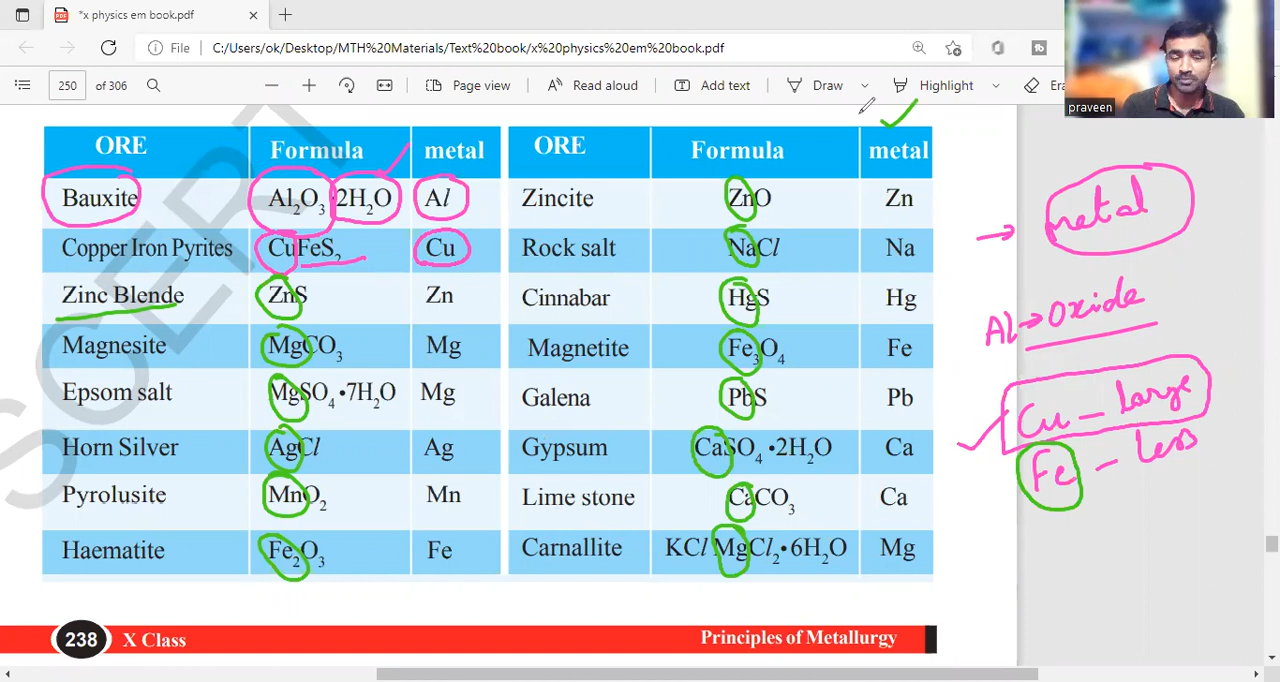 *x physics em book.pdf
File C:/Users/ok/Desktop/MTH%20Materials/Text%20book/x%20physics%20em%20book.pdf
250 of 306 Page view Read aloud Add text Draw Highlight Era
praveen
ORE Formula metal ORE Formula metal
Bauxite Al₂O₃ 2H₂O Al Zincite ZnO Zn
Copper Iron Pyrites CuFeS₂ Cu Rock salt NaCl Na
Zinc Blende ZnS Zn Cinnabar HgS Hg
Magnesite MgCO₃ Mg Magnetite Fe₃O₄ Fe
Epsom salt MgSO₄•7H₂O Mg Galena PbS Pb
Horn Silver AgCl Ag Gypsum CaSO₄•2H₂O Ca
Pyrolusite MnO₂ Mn Lime stone CaCO₃ Ca
Haematite Fe₂O₃ Fe Carnallite KCl MgCl₂•6H₂O Mg
→ metal
Al → Oxide
Cu – large
Fe – less
SCERT
238 X Class Principles of Metallurgy